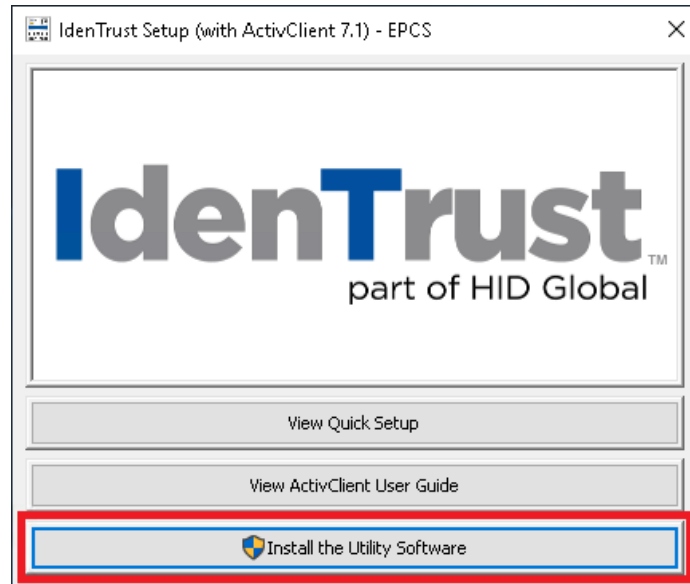 IdenTrust Setup (with ActivClient 7.1) - EPCS
IdenTrust TM
part of HID Global
View Quick Setup
View ActivClient User Guide
Install the Utility Software